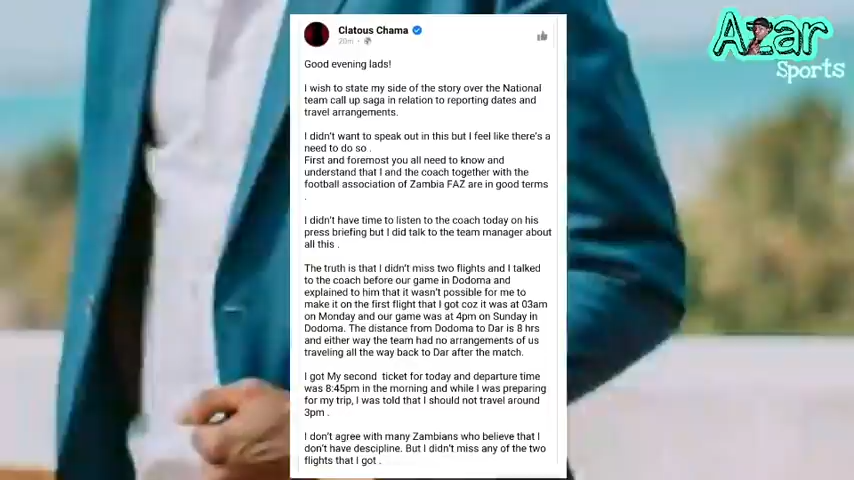 Clatous Chama
20m
Azar
Sports
Good evening lads!
I wish to state my side of the story over the National
team call up saga in relation to reporting dates and
travel arrangements.
I didn't want to speak out in this but I feel like there's a
need to do so .
First and foremost you all need to know and
understand that I and the coach together with the
football association of Zambia FAZ are in good terms
.
I didn't have time to listen to the coach today on his
press briefing but I did talk to the team manager about
all this .
The truth is that I didn't miss two flights and I talked
to the coach before our game in Dodoma and
explained to him that it wasn't possible for me to
make it on the first flight that I got coz it was at 03am
on Monday and our game was at 4pm on Sunday in
Dodoma. The distance from Dodoma to Dar is 8 hrs
and either way the team had no arrangements of us
traveling all the way back to Dar after the match.
I got My second ticket for today and departure time
was 8:45pm in the morning and while I was preparing
for my trip, I was told that I should not travel around
3pm .
I don't agree with many Zambians who believe that I
don't have descipline. But I didn't miss any of the two
flights that I got .